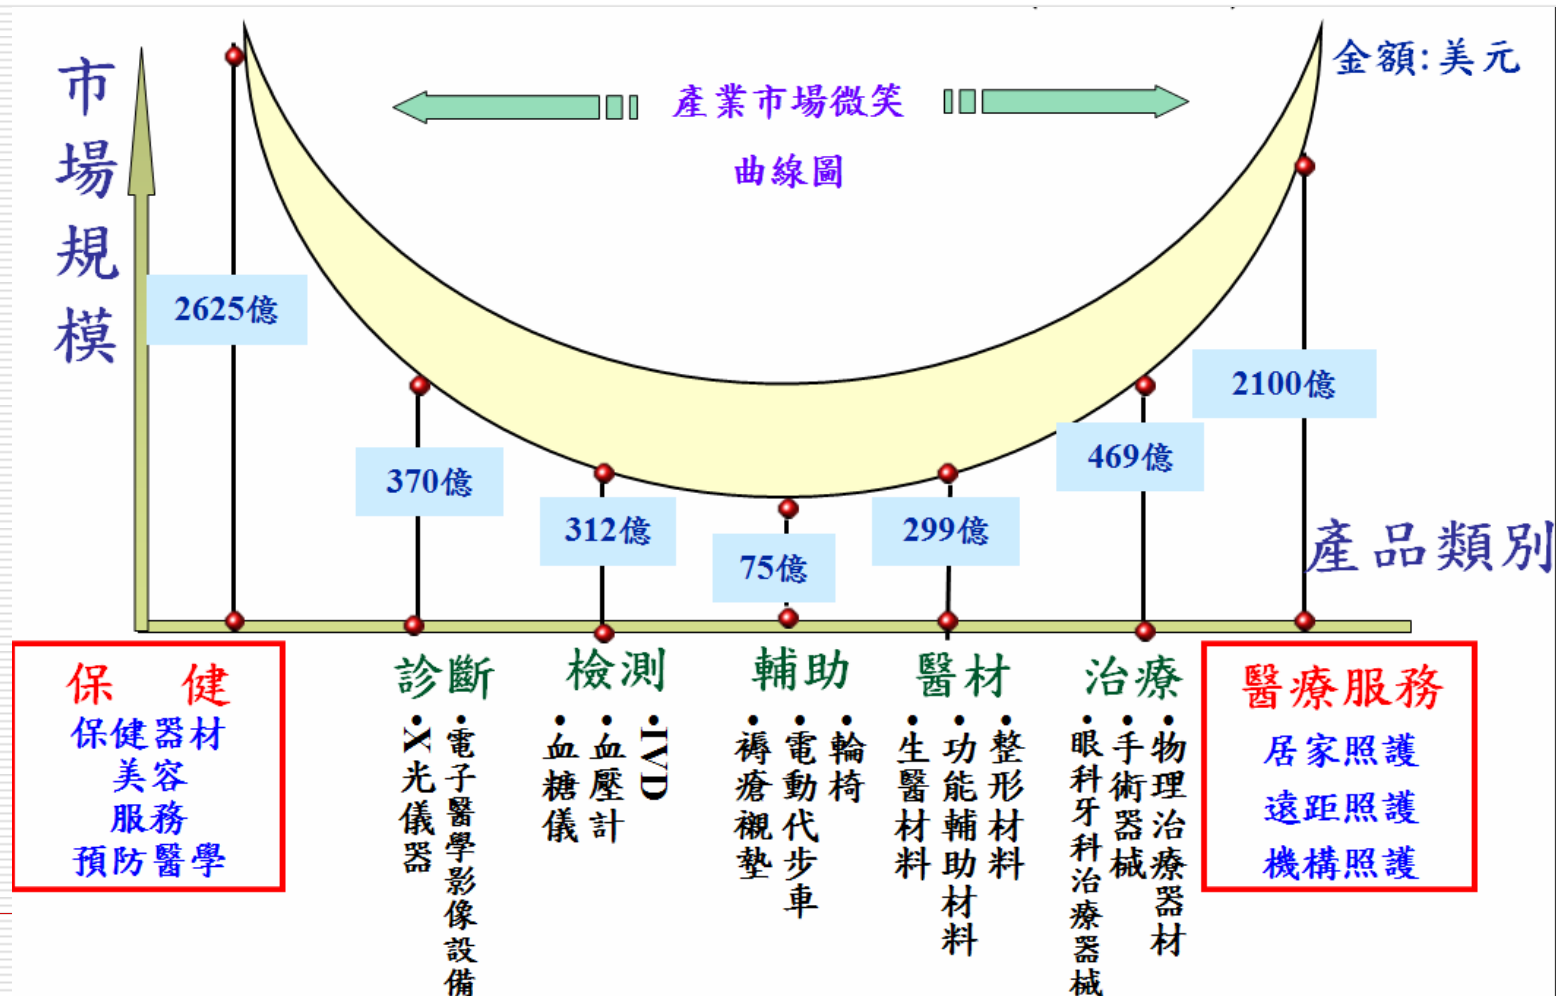 市場規模
金額:美元
產業市場微笑
曲線圖
2625億
370億
312億
75億
299億
469億
2100億
產品類別
保 健
保健器材
美容
服務
預防醫學
診斷
•X光儀器
•電子醫學影像設備
檢測
•血糖儀
•血壓計
•IVD
輔助
•褥瘡襯墊
•電動代步車
•輪椅
醫材
•生醫材料
•功能輔助材料
•整形材料
治療
•眼科牙科治療器械
•手術器械
•物理治療器材
醫療服務
居家照護
遠距照護
機構照護